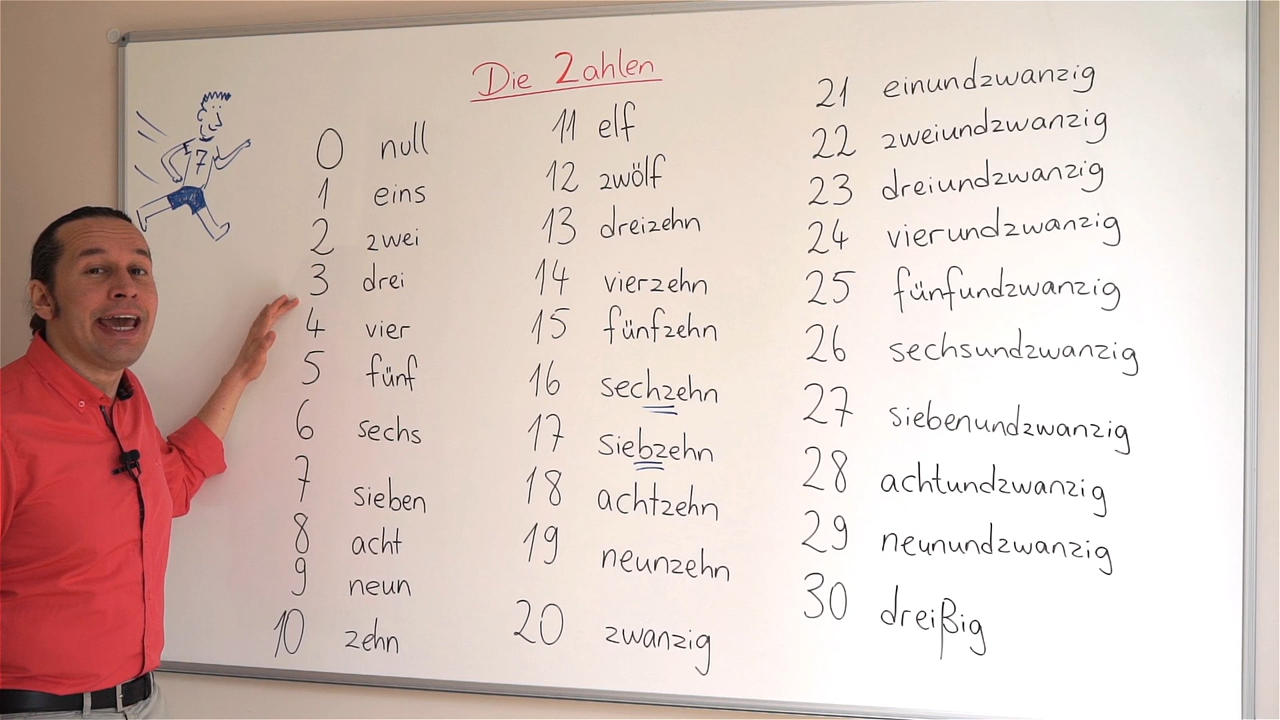 Die Zahlen
7
0 null
1 eins
2 zwei
3 drei
4 vier
5 fünf
6 sechs
7 sieben
8 acht
9 neun
10 zehn
11 elf
12 zwölf
13 dreizehn
14 vierzehn
15 fünfzehn
16 sechzehn
17 siebzehn
18 achtzehn
19 neunzehn
20 zwanzig
21 einundzwanzig
22 zweiundzwanzig
23 dreiundzwanzig
24 vierundzwanzig
25 fünfundzwanzig
26 sechsundzwanzig
27 siebenundzwanzig
28 achtundzwanzig
29 neunundzwanzig
30 dreißig